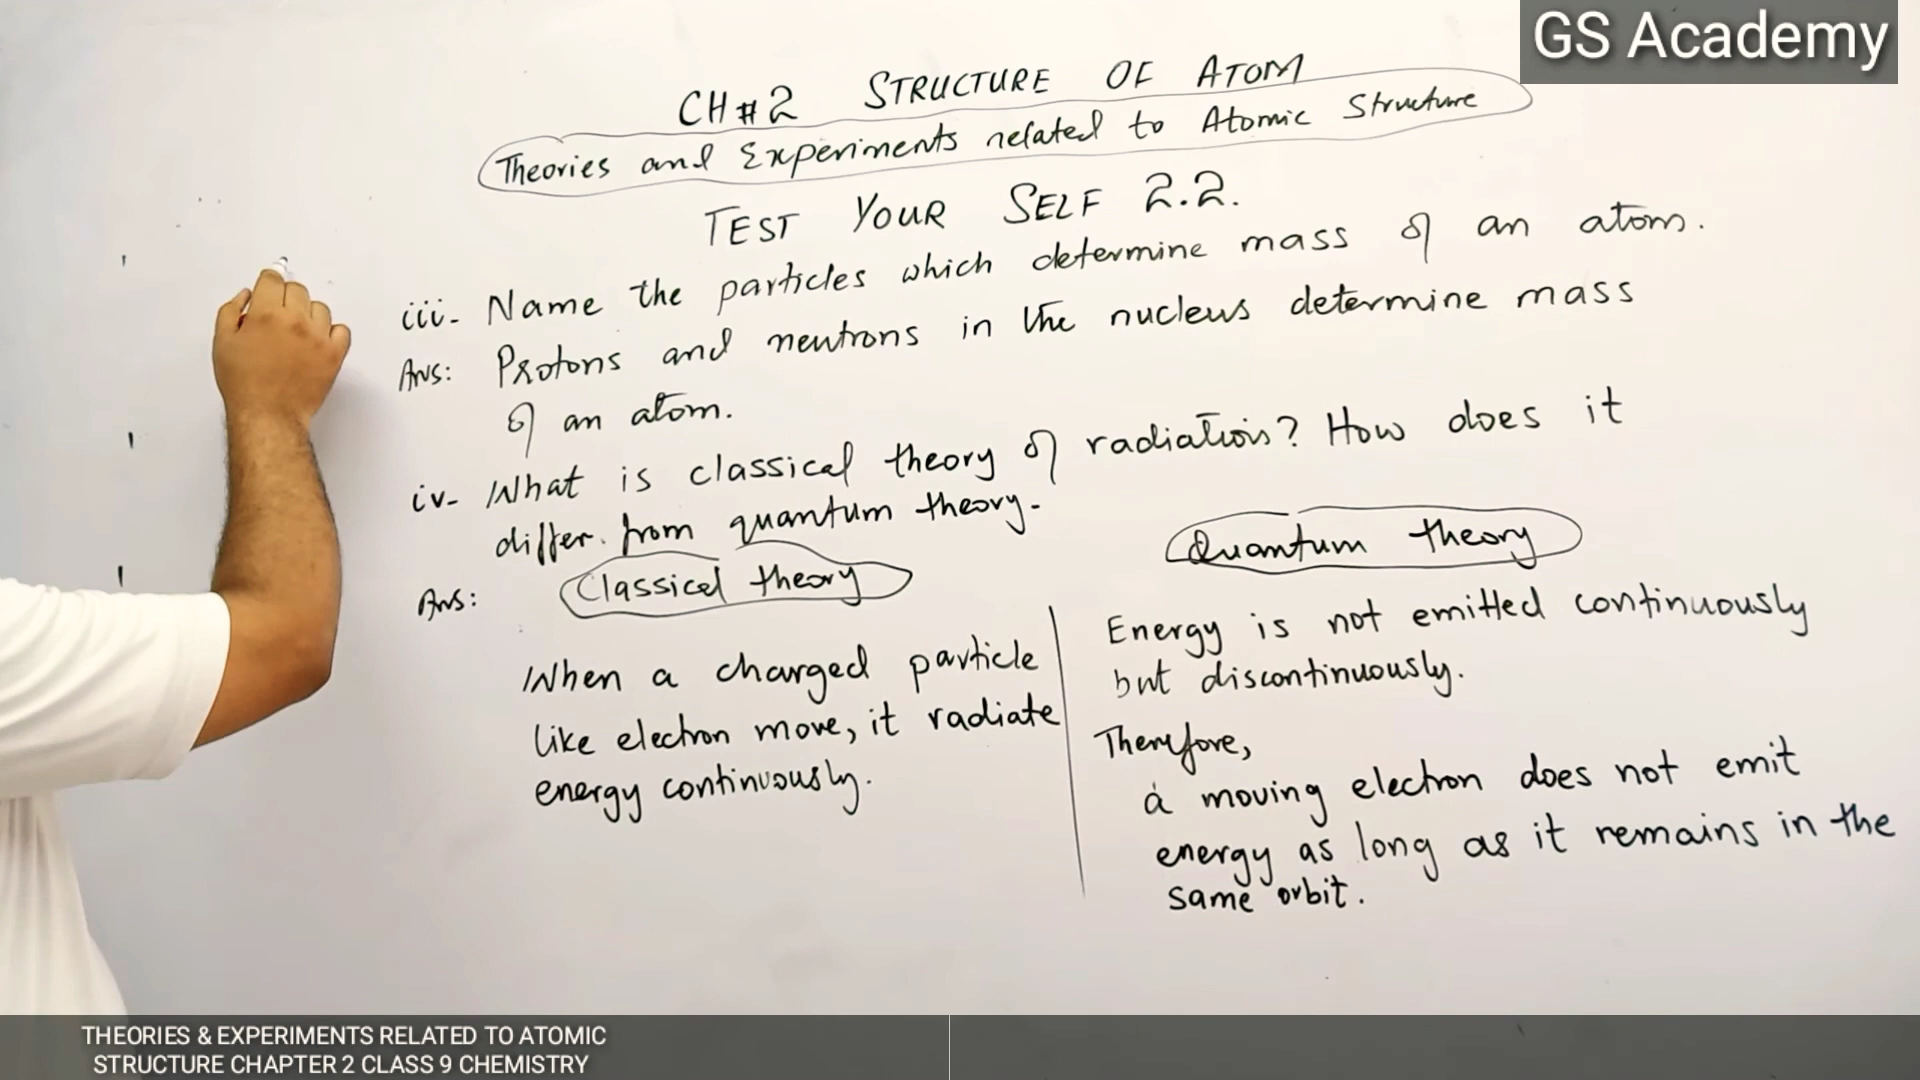 GS Academy
CH#2 STRUCTURE OF ATOM
Theories and Experiments related to Atomic Structure
TEST YOUR SELF 2.2.
iii- Name the particles which determine mass of an atom.
Ans: Protons and neutrons in the nucleus determine mass
of an atom.
iv- What is classical theory of radiation? How does it
differ from quantum theory.
Ans: Classical theory
When a charged particle
like electron move, it radiate
energy continuously.
Quantum theory
Energy is not emitted continuously
but discontinuously.
Therefore,
a moving electron does not emit
energy as long as it remains in the
same orbit.
THEORIES & EXPERIMENTS RELATED TO ATOMIC
STRUCTURE CHAPTER 2 CLASS 9 CHEMISTRY